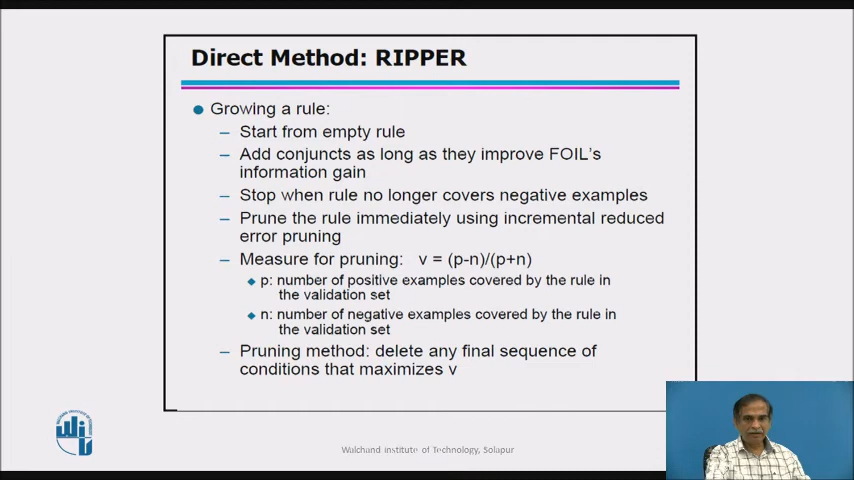 Direct Method: RIPPER
● Growing a rule:
– Start from empty rule
– Add conjuncts as long as they improve FOIL's
information gain
– Stop when rule no longer covers negative examples
– Prune the rule immediately using incremental reduced
error pruning
– Measure for pruning: v = (p-n)/(p+n)
◆ p: number of positive examples covered by the rule in
the validation set
◆ n: number of negative examples covered by the rule in
the validation set
– Pruning method: delete any final sequence of
conditions that maximizes v
Walchand institute of Technology, Solapur